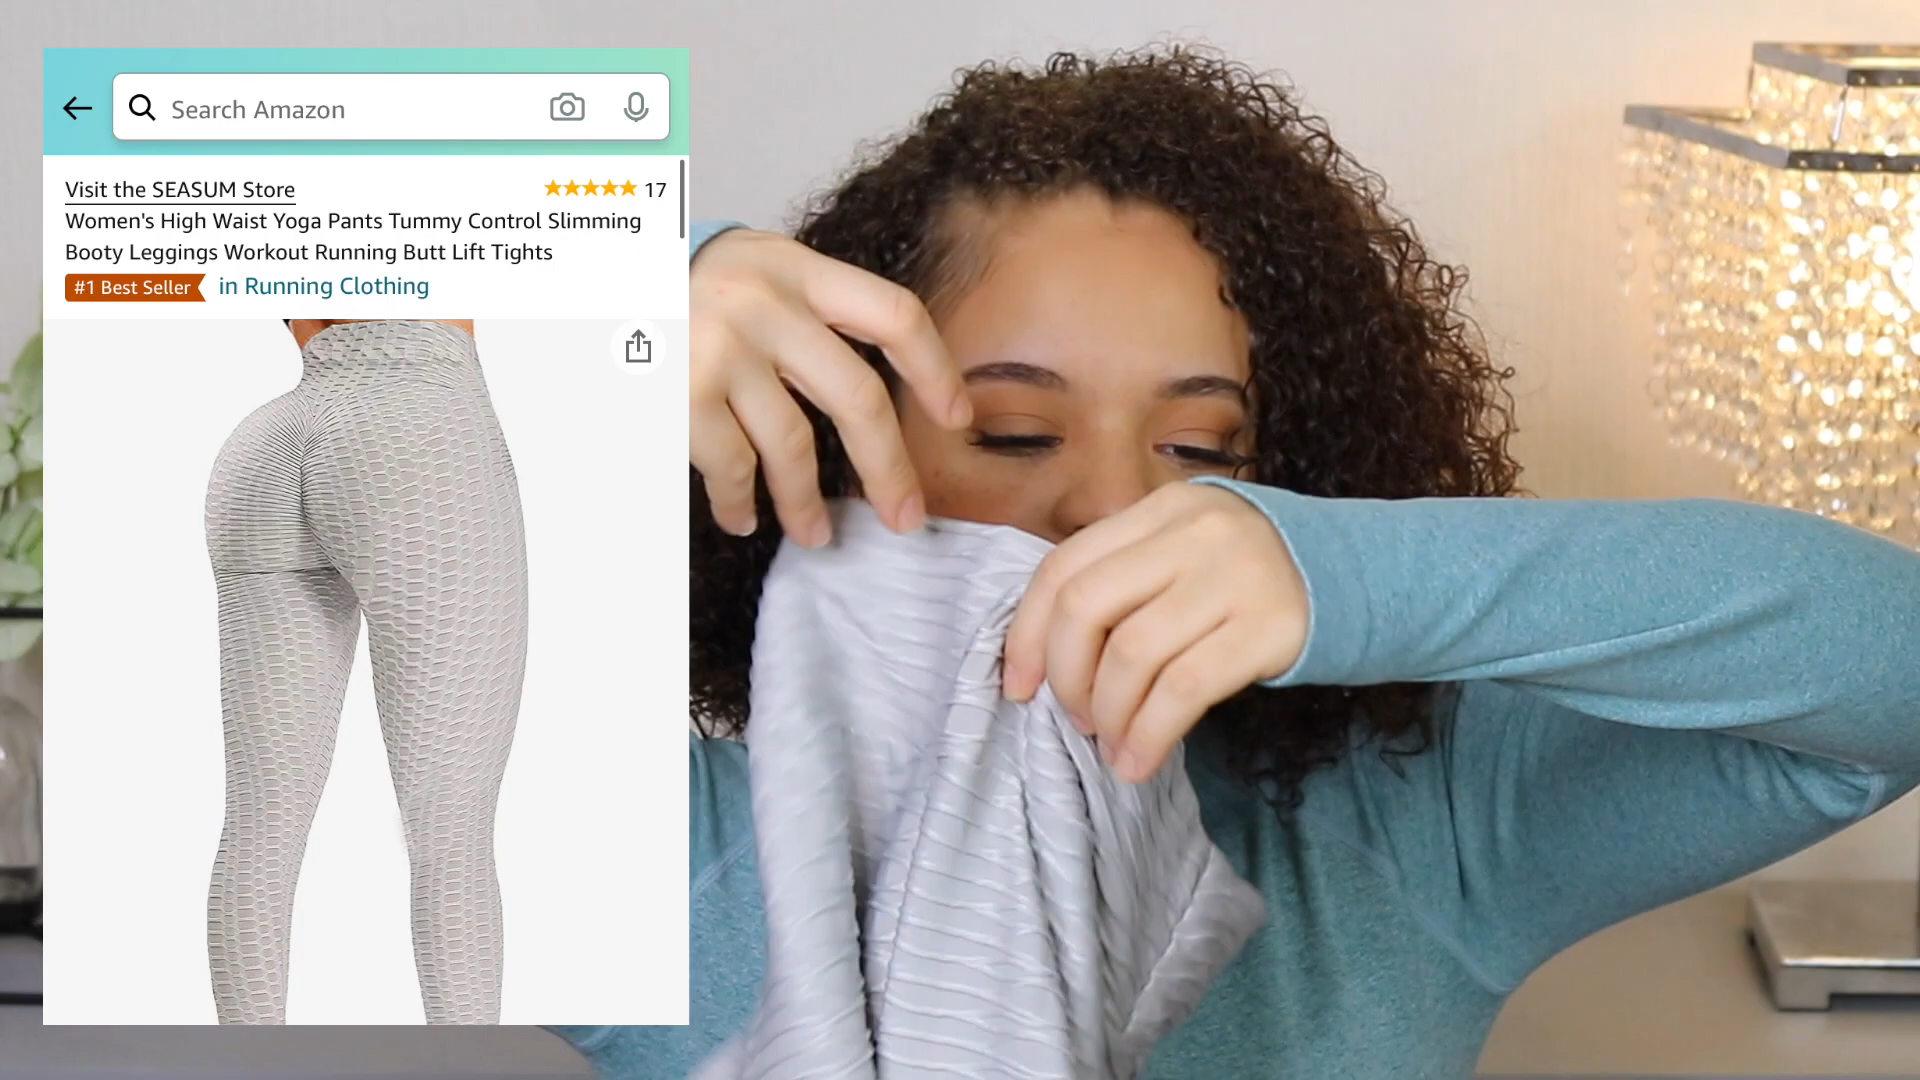 Search Amazon
Visit the SEASUM Store
17
Women's High Waist Yoga Pants Tummy Control Slimming
Booty Leggings Workout Running Butt Lift Tights
#1 Best Seller in Running Clothing